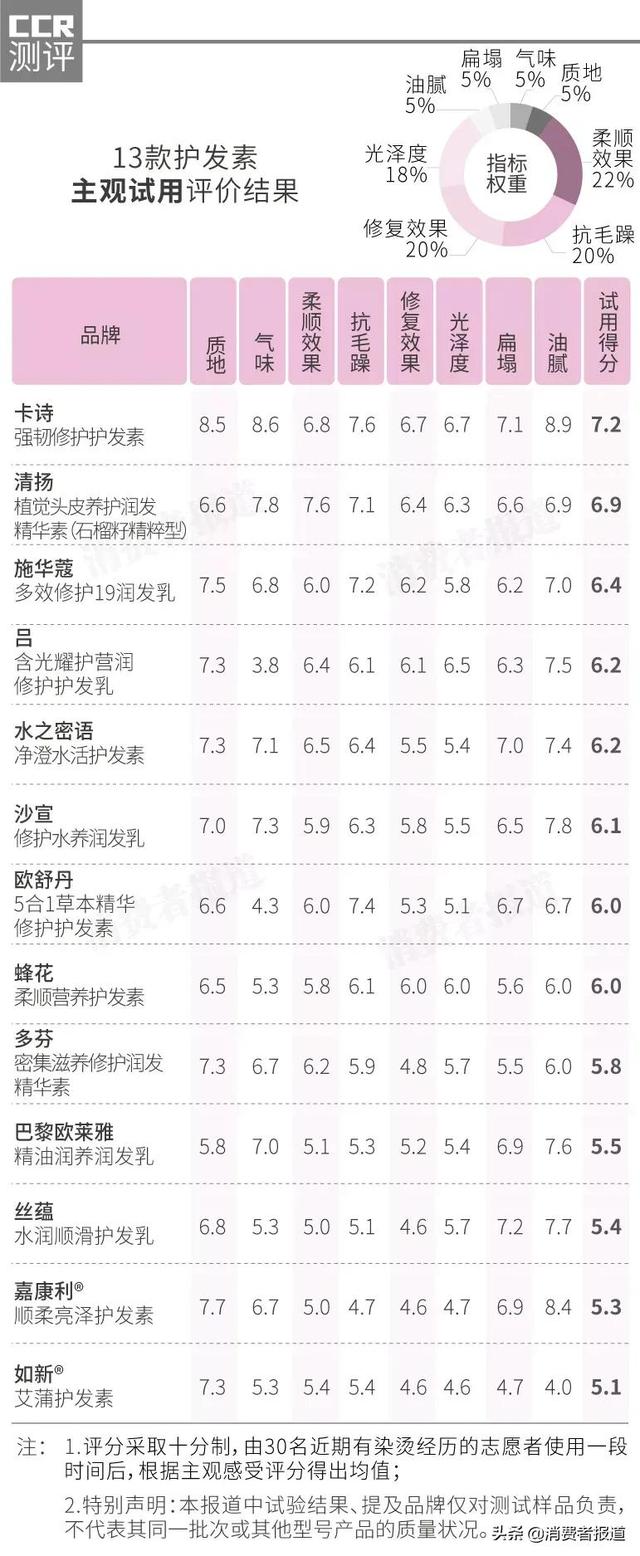 CCR
测评
13款护发素
主观试用评价结果
指标
权重
扁塌
5%
气味
5%
质地
5%
油腻
5%
柔顺
效果
22%
光泽度
18%
修复效果
20%
抗毛躁
20%
品牌 质地 气味 柔顺效果 抗毛躁 修复效果 光泽度 扁塌 油腻 试用得分
卡诗
强韧修护护发素
8.5 8.6 6.8 7.6 6.7 6.7 7.1 8.9 7.2
清扬
植觉头皮养护润发
精华素(石榴籽精粹型)
6.6 7.8 7.6 7.1 6.4 6.3 6.6 6.9 6.9
施华蔻
多效修护19润发乳
7.5 6.8 6.0 7.2 6.2 5.8 6.2 7.0 6.4
吕
含光耀护营润
修护护发乳
7.3 3.8 6.4 6.1 6.1 6.5 6.3 7.5 6.2
水之密语
净澄水活护发素
7.3 7.1 6.5 6.4 5.5 5.4 7.0 7.4 6.2
沙宣
修护水养润发乳
7.0 7.3 5.9 6.3 5.8 5.5 6.5 7.8 6.1
欧舒丹
5合1草本精华
修护护发素
6.6 4.3 6.0 7.4 5.3 5.1 6.7 6.7 6.0
蜂花
柔顺营养护发素
6.5 5.3 5.8 6.1 6.0 6.0 5.6 6.0 6.0
多芬
密集滋养修护润发
精华素
7.3 6.7 6.2 5.9 4.8 5.7 5.5 6.0 5.8
巴黎欧莱雅
精油润养润发乳
5.8 7.0 5.1 5.3 5.2 5.4 6.9 7.6 5.5
丝蕴
水润顺滑护发乳
6.8 5.3 5.0 5.1 4.6 5.7 7.2 7.7 5.4
嘉康利®
顺柔亮泽护发素
7.7 6.7 5.0 4.7 4.6 4.7 6.9 8.4 5.3
如新®
艾蒲护发素
7.3 5.3 5.4 5.4 4.6 4.6 4.7 4.0 5.1
消费者报道
消费者报道
消费者报道
消费者报道
注: 1.评分采取十分制,由30名近期有染烫经历的志愿者使用一段
时间后,根据主观感受评分得出均值;
2.特别声明:本报道中试验结果、提及品牌仅对测试样品负责,
不代表其同一批次或其他型号产品的质量状况。
头条 @消费者报道